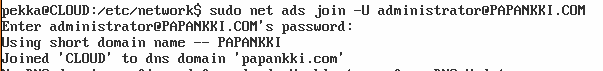 pekka@CLOUD:/etc/network$ sudo net ads join -U administrator@PAPANKKI.COM
Enter administrator@PAPANKKI.COM's password:
Using short domain name -- PAPANKKI
Joined 'CLOUD' to dns domain 'papankki.com'